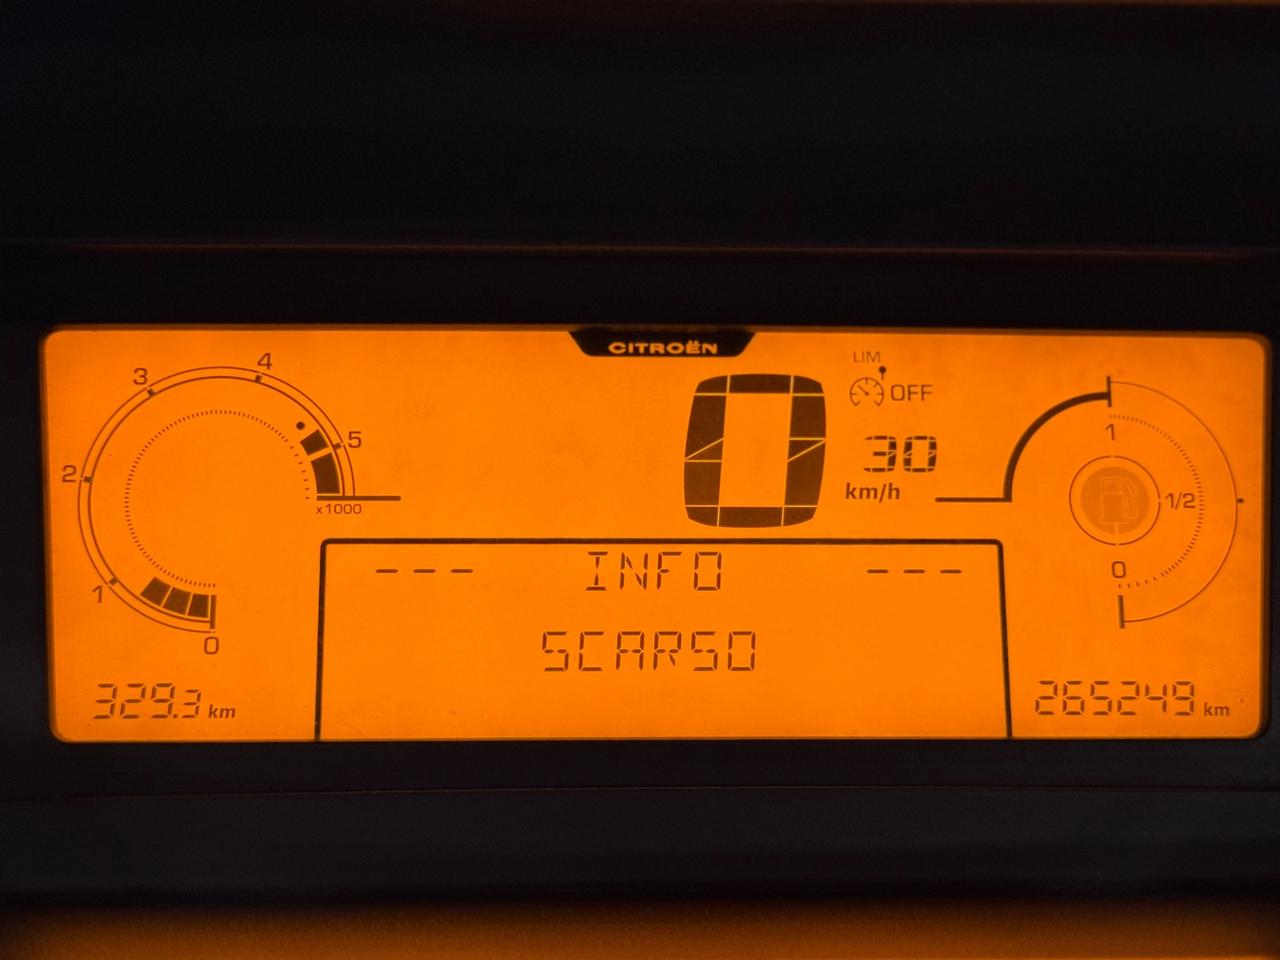 CITROËN
LIM
OFF
30
km/h
0
4
3
5
2
x1000
1
0
1
1/2
0
--- INFO ---
SCARSO
329.3 km
265249 km